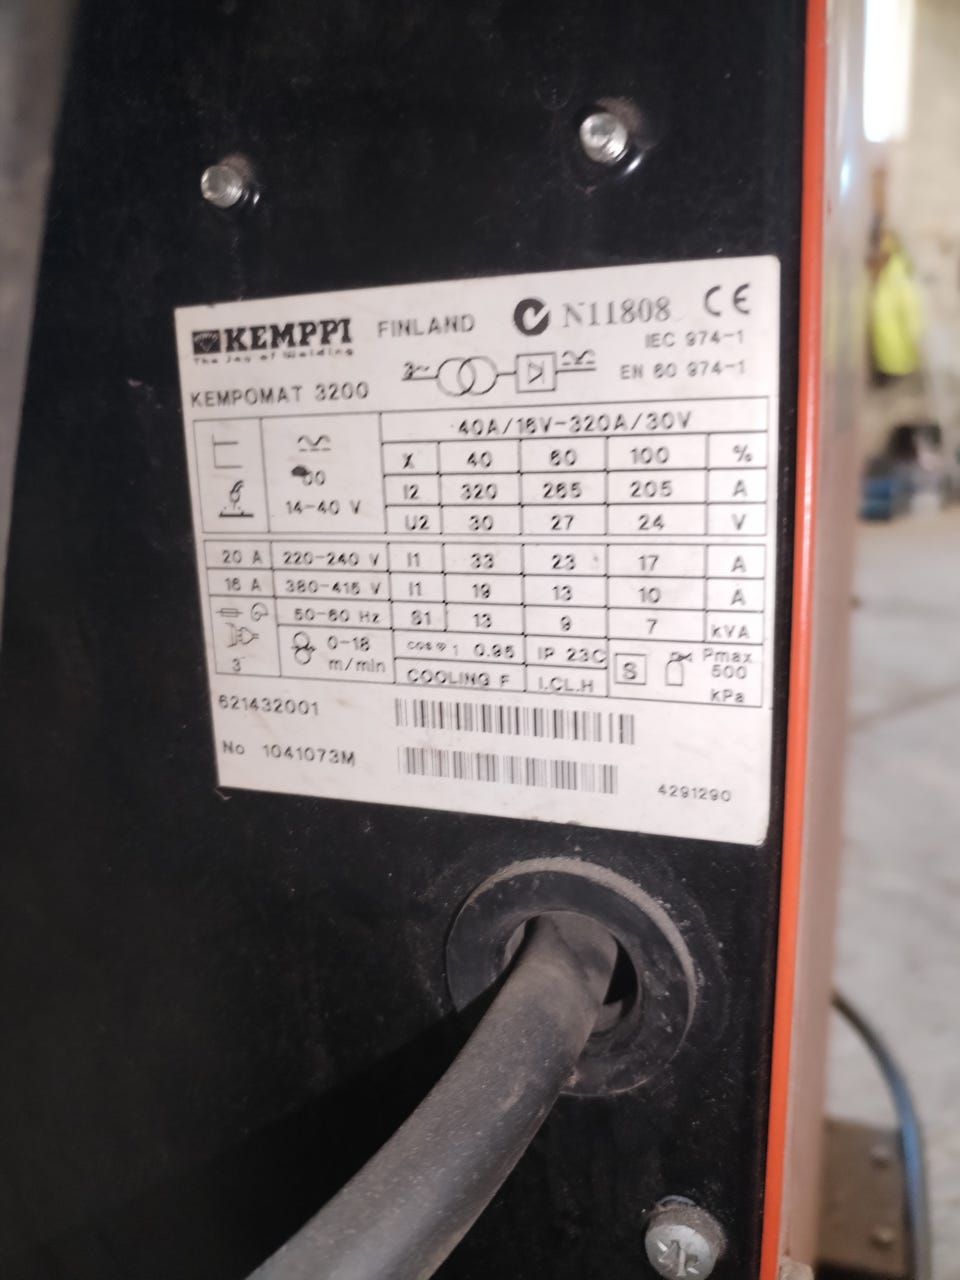 KEMPPI FINLAND N11808 CE
The Joy of Welding IEC 974-1
KEMPOMAT 3200 3~ EN 60 974-1
40A/16V-320A/30V
X 40 60 100 %
I2 320 265 205 A
14-40 V
U2 30 27 24 V
20 A 220-240 V I1 33 23 17 A
16 A 380-415 V I1 19 13 10 A
50-60 Hz S1 13 9 7 kVA
0-18 m/min cos φ 1 0.95 IP 23C S Pmax 500 kPa
3~ COOLING F I.CL.H
621432001
No 1041073M
4291290